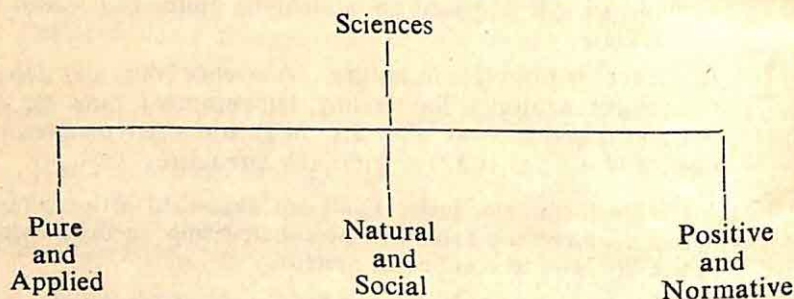 Sciences
Pure
and
Applied
Natural
and
Social
Positive
and
Normative